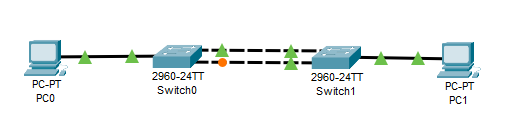 PC-PT
PC0
2960-24TT
Switch0
2960-24TT
Switch1
PC-PT
PC1